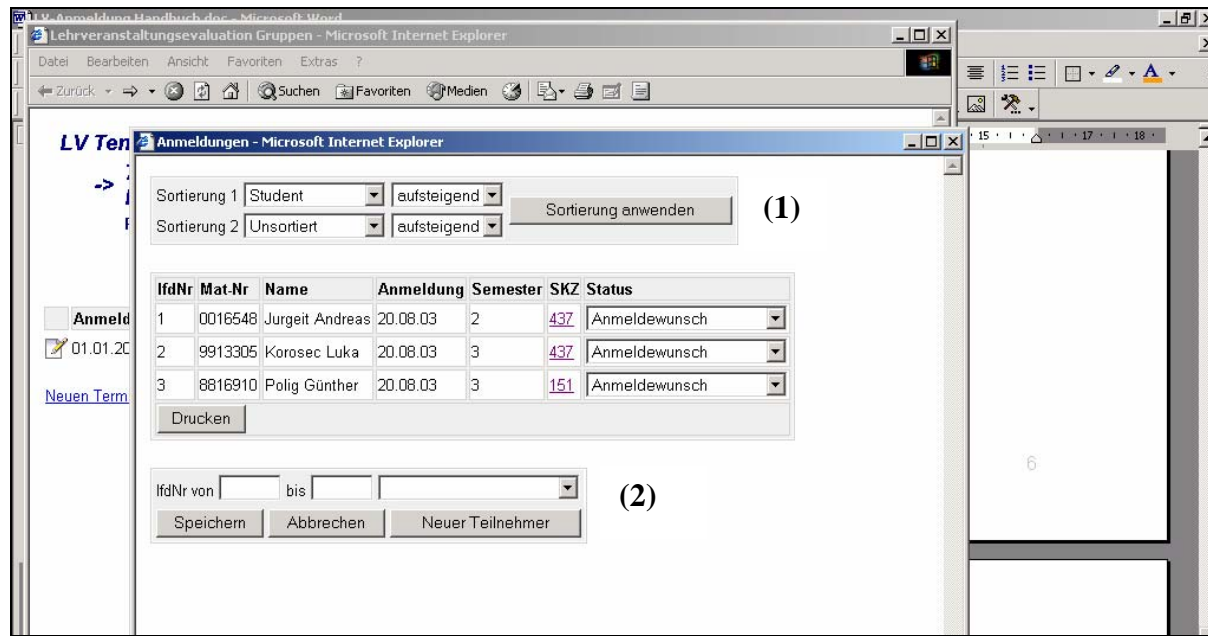 LV-Anmeldung Handbuch.doc - Microsoft Word
Lehrveranstaltungsevaluation Gruppen - Microsoft Internet Explorer
Datei Bearbeiten Ansicht Favoriten Extras ?
Zurück Suchen Favoriten Medien
15 17 18
LV Ten
->
Anmeldungen - Microsoft Internet Explorer
Sortierung 1 Student aufsteigend
Sortierung 2 Unsortiert aufsteigend
Sortierung anwenden
(1)
lfdNr Mat-Nr Name Anmeldung Semester SKZ Status
1 0016548 Jurgeit Andreas 20.08.03 2 437 Anmeldewunsch
2 9913305 Korosec Luka 20.08.03 3 437 Anmeldewunsch
3 8816910 Polig Günther 20.08.03 3 151 Anmeldewunsch
Drucken
Anmeld
01.01.20
Neuen Term
lfdNr von bis
Speichern Abbrechen Neuer Teilnehmer
(2)
6